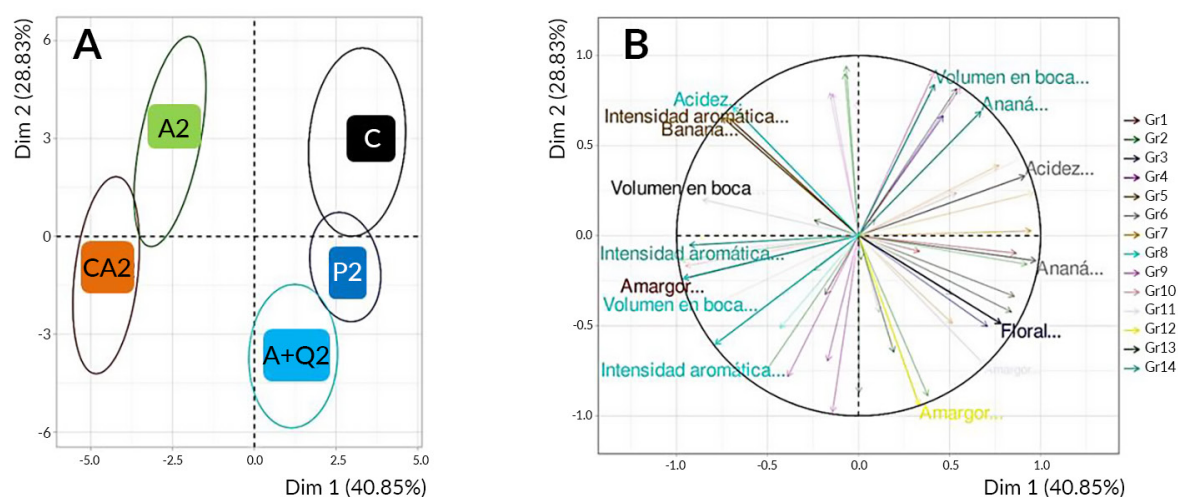 A
Dim 2 (28.83%)
6
3
0
-3
-6
A2
C
CA2
P2
A+Q2
-5.0
-2.5
0.0
2.5
5.0
Dim 1 (40.85%)
B
Dim 2 (28.83%)
1.0
0.5
0.0
-0.5
-1.0
Volumen en boca...
Acidez...
Ananá...
Intensidad aromática...
Banana...
Acidez...
Volumen en boca
Intensidad aromática...
Ananá...
Amargor...
Volumen en boca...
Floral...
Intensidad aromática...
Amargor...
Amargor...
-1.0
-0.5
0.0
0.5
1.0
Dim 1 (40.85%)
Gr1
Gr2
Gr3
Gr4
Gr5
Gr6
Gr7
Gr8
Gr9
Gr10
Gr11
Gr12
Gr13
Gr14